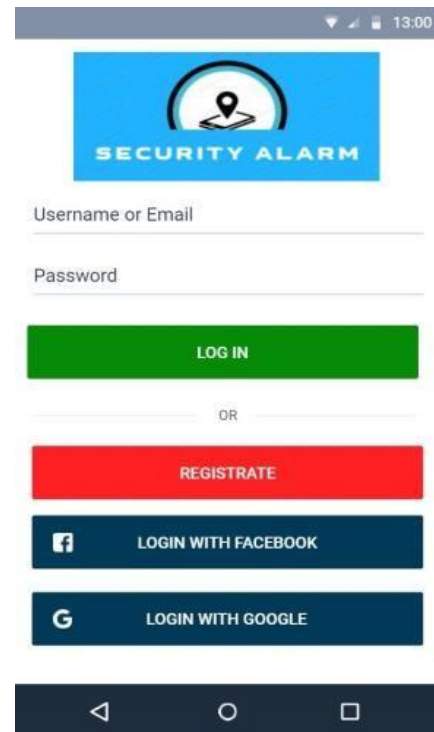 13:00
SECURITY ALARM
Username or Email
Password
LOG IN
OR
REGISTRATE
LOGIN WITH FACEBOOK
G LOGIN WITH GOOGLE